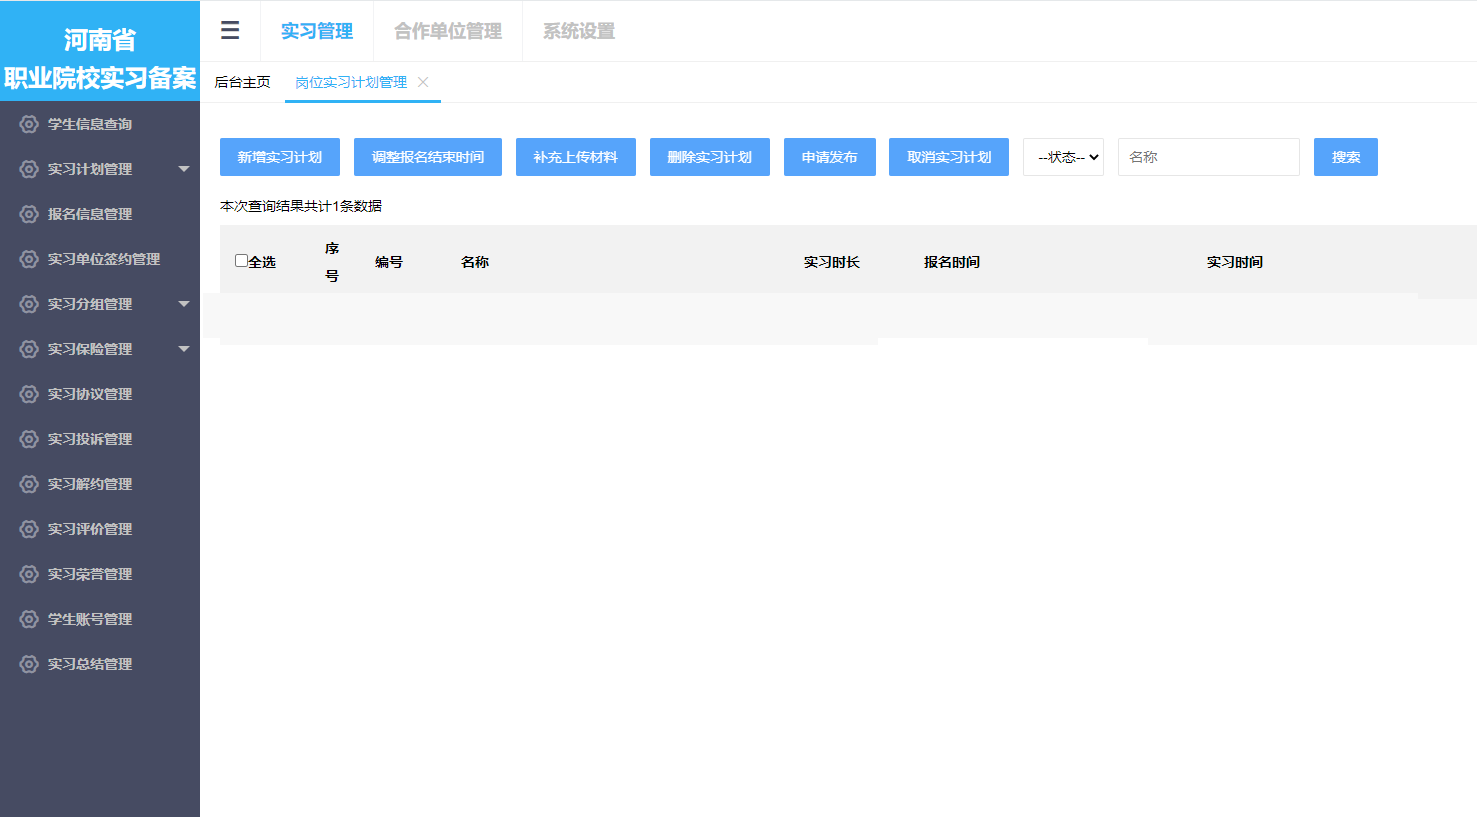 河南省
职业院校实习备案
学生信息查询
实习计划管理
报名信息管理
实习单位签约管理
实习分组管理
实习保险管理
实习协议管理
实习投诉管理
实习解约管理
实习评价管理
实习荣誉管理
学生账号管理
实习总结管理
实习管理 合作单位管理 系统设置
后台主页 岗位实习计划管理
新增实习计划 调整报名结束时间 补充上传材料 删除实习计划 申请发布 取消实习计划 --状态-- 名称 搜索
本次查询结果共计1条数据
全选 序号 编号 名称 实习时长 报名时间 实习时间